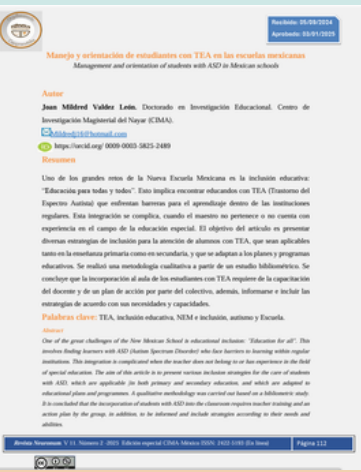 Recibido: 05/09/2024
Aprobado: 03/01/2025
Manejo y orientación de estudiantes con TEA en las escuelas mexicanas
Management and orientation of students with ASD in Mexican schools
Autor
Joan Mildred Valdez León. Doctorado en Investigación Educacional. Centro de
Investigación Magisterial del Nayar (CIMA).
https://orcid.org/ 0009-0003-5825-2489
Resumen
Uno de los grandes retos de la Nueva Escuela Mexicana es la inclusión educativa:
"Educación para todas y todos". Esto implica encontrar educandos con TEA (Trastorno del
Espectro Autista) que enfrentan barreras para el aprendizaje dentro de las instituciones
regulares. Esta integración se complica, cuando el maestro no pertenece o no cuenta con
experiencia en el campo de la educación especial. El objetivo del artículo es presentar
diversas estrategias de inclusión para la atención de alumnos con TEA, que sean aplicables
tanto en la enseñanza primaria como en secundaria, y que se adaptan a los planes y programas
educativos. Se realizó una metodología cualitativa a partir de un estudio bibliométrico. Se
concluye que la incorporación al aula de los estudiantes con TEA requiere de la capacitación
del docente y de un plan de acción por parte del colectivo, además, informarse e incluir las
estrategias de acuerdo con sus necesidades y capacidades.
Palabras clave: TEA, inclusión educativa, NEM e inclusión, autismo y Escuela.
Abstract
One of the great challenges of the New Mexican School is educational inclusion: "Education for all". This
involves finding learners with ASD (Autism Spectrum Disorder) who face barriers to learning within regular
institutions. This integration is complicated when the teacher does not belong to or has experience in the field
of special education. The aim of this article is to present various inclusion strategies for the care of students
with ASD, which are applicable in both primary and secondary education, and which are adapted to
educational plans and programmes. A qualitative methodology was carried out based on a bibliometric study.
It is concluded that the incorporation of students with ASD into the classroom requires teacher training and an
action plan by the group, in addition, to be informed and include strategies according to their needs and
abilities.
Revista Neuronum. V 11. Número 2 -2025 Edición especial CIMA-México ISSN: 2422-5193 (En línea)
Página 112